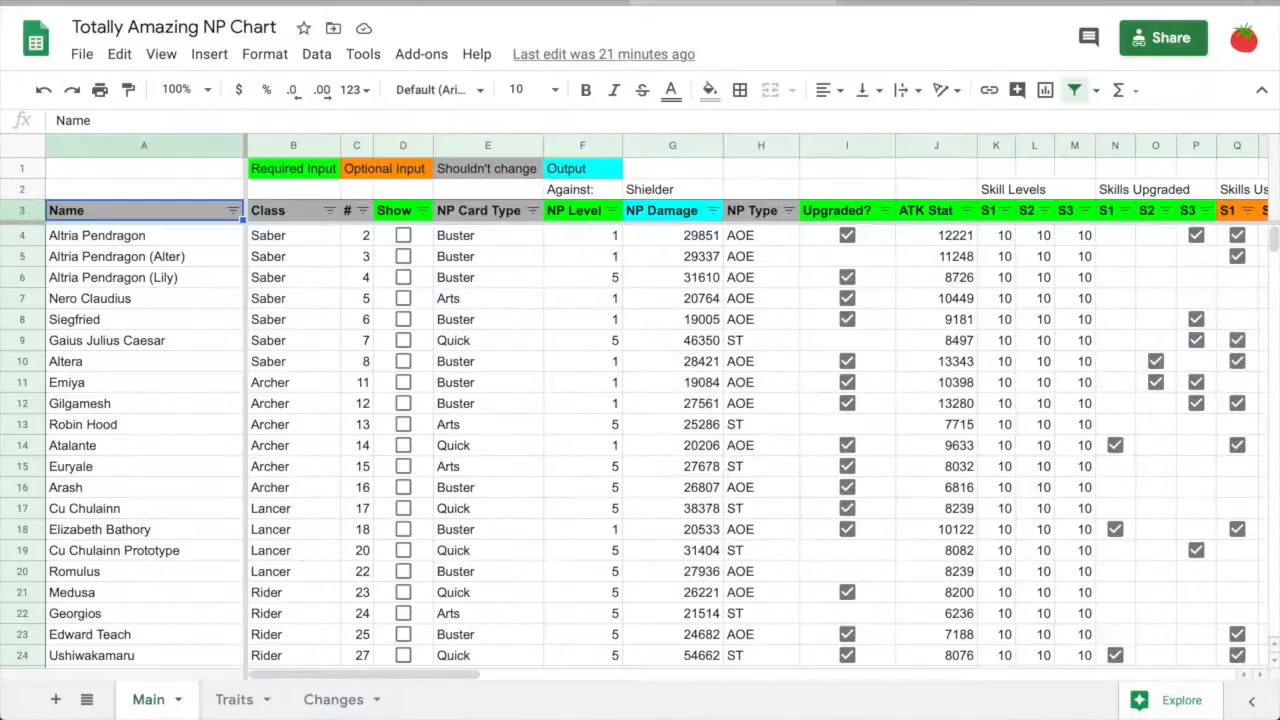 Totally Amazing NP Chart
File Edit View Insert Format Data Tools Add-ons Help Last edit was 21 minutes ago
Share
100% $ % .0 .00 123 Default (Ari... 10 B I S A Σ
fx Name
A B C D E F G H I J K L M N O P Q
1 Required Input Optional Input Shouldn't change Output
2 Against: Shielder Skill Levels Skills Upgraded Skills Us
3 Name Class # Show NP Card Type NP Level NP Damage NP Type Upgraded? ATK Stat S1 S2 S3 S1 S2 S3 S1 S
4 Altria Pendragon Saber 2 Buster 1 29851 AOE 12221 10 10 10
5 Altria Pendragon (Alter) Saber 3 Buster 1 29337 AOE 11248 10 10 10
6 Altria Pendragon (Lily) Saber 4 Buster 5 31610 AOE 8726 10 10 10
7 Nero Claudius Saber 5 Arts 1 20764 AOE 10449 10 10 10
8 Siegfried Saber 6 Buster 1 19005 AOE 9181 10 10 10
9 Gaius Julius Caesar Saber 7 Quick 5 46350 ST 8497 10 10 10
10 Altera Saber 8 Buster 1 28421 AOE 13343 10 10 10
11 Emiya Archer 11 Buster 1 19084 AOE 10398 10 10 10
12 Gilgamesh Archer 12 Buster 1 27561 AOE 13280 10 10 10
13 Robin Hood Archer 13 Arts 5 25286 ST 7715 10 10 10
14 Atalante Archer 14 Quick 1 20206 AOE 9633 10 10 10
15 Euryale Archer 15 Arts 5 27678 ST 8032 10 10 10
16 Arash Archer 16 Buster 5 26807 AOE 6816 10 10 10
17 Cu Chulainn Lancer 17 Quick 5 38378 ST 8239 10 10 10
18 Elizabeth Bathory Lancer 18 Buster 1 20533 AOE 10122 10 10 10
19 Cu Chulainn Prototype Lancer 20 Quick 5 31404 ST 8082 10 10 10
20 Romulus Lancer 22 Buster 5 27936 AOE 8239 10 10 10
21 Medusa Rider 23 Quick 5 26221 AOE 8200 10 10 10
22 Georgios Rider 24 Arts 5 21514 ST 6236 10 10 10
23 Edward Teach Rider 25 Buster 5 24682 AOE 7188 10 10 10
24 Ushiwakamaru Rider 27 Quick 5 54662 ST 8076 10 10 10
+ Main Traits Changes Explore